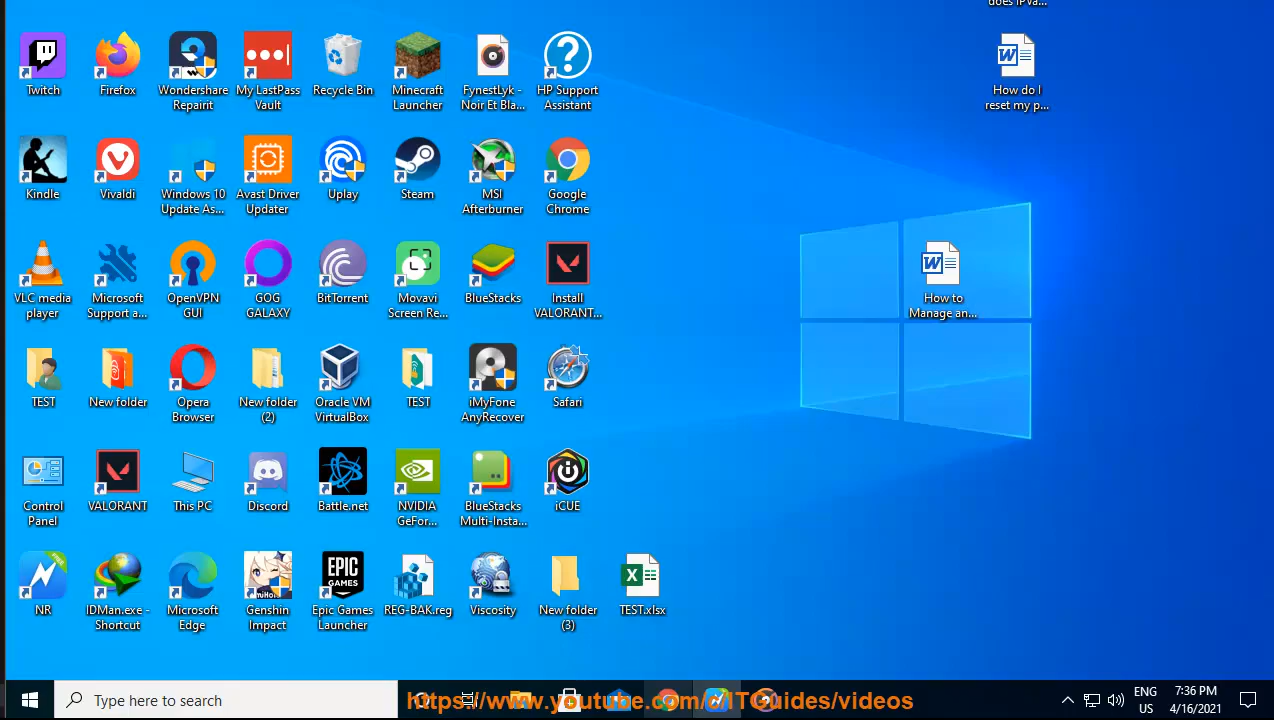 does IPVa...
Twitch
Firefox
Wondershare
Repairit
My LastPass
Vault
Recycle Bin
Minecraft
Launcher
FynestLyk -
Noir Et Bla...
HP Support
Assistant
How do I
reset my p...
Kindle
Vivaldi
Windows 10
Update As...
Avast Driver
Updater
Uplay
Steam
MSI
Afterburner
Google
Chrome
VLC media
player
Microsoft
Support a...
OpenVPN
GUI
GOG
GALAXY
BitTorrent
Movavi
Screen Re...
BlueStacks
Install
VALORANT...
How to
Manage an...
TEST
New folder
Opera
Browser
New folder
(2)
Oracle VM
VirtualBox
TEST
iMyFone
AnyRecover
Safari
Control
Panel
VALORANT
This PC
Discord
Battle.net
NVIDIA
GeFor...
BlueStacks
Multi-Insta...
iCUE
EPIC
GAMES
NR
IDMan.exe -
Shortcut
Microsoft
Edge
Genshin
Impact
Epic Games
Launcher
REG-BAK.reg
Viscosity
New folder
(3)
TEST.xlsx
Type here to search
https://www.youtube.com/c/ITGuides/videos
ENG
US
7:36 PM
4/16/2021